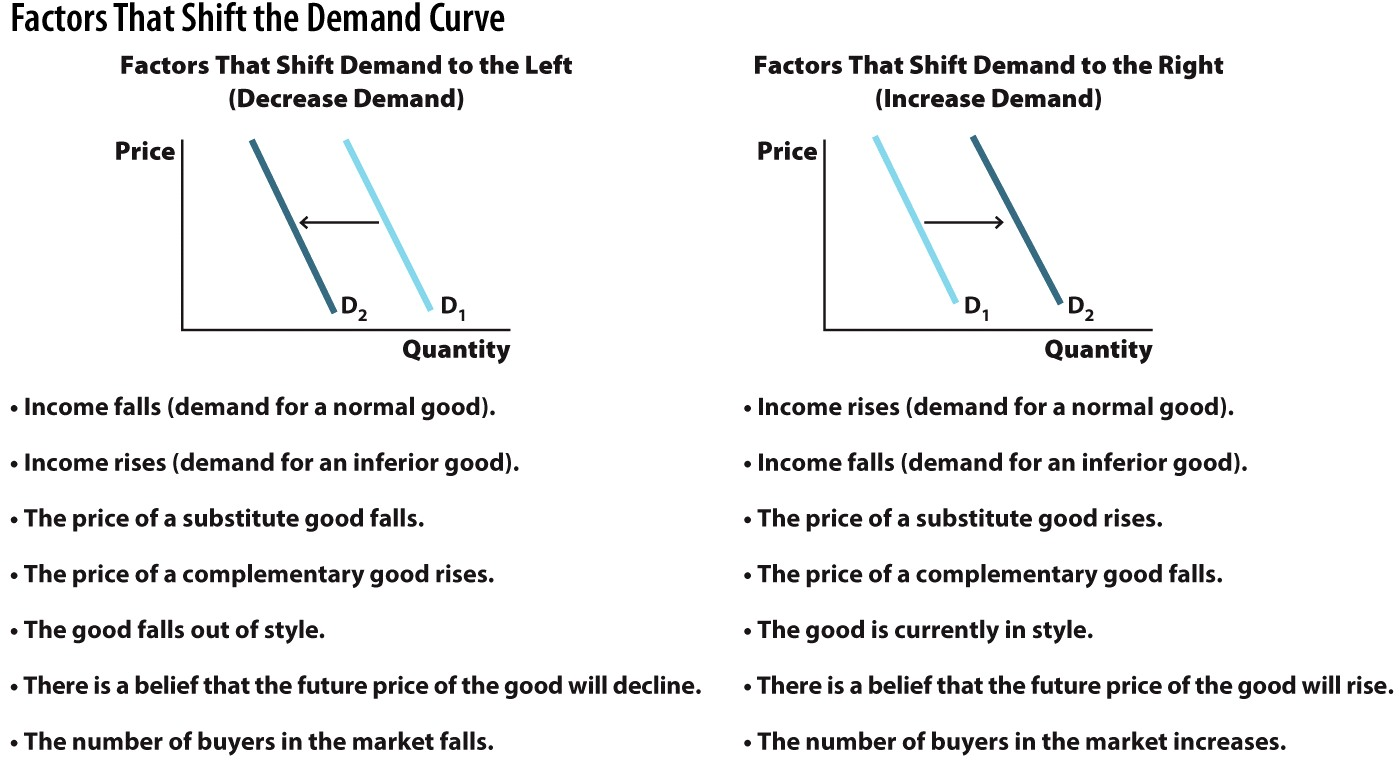 Factors That Shift the Demand Curve
Factors That Shift Demand to the Left
(Decrease Demand)
Price
D2
D1
Quantity
• Income falls (demand for a normal good).
• Income rises (demand for an inferior good).
• The price of a substitute good falls.
• The price of a complementary good rises.
• The good falls out of style.
• There is a belief that the future price of the good will decline.
• The number of buyers in the market falls.
Factors That Shift Demand to the Right
(Increase Demand)
Price
D1
D2
Quantity
• Income rises (demand for a normal good).
• Income falls (demand for an inferior good).
• The price of a substitute good rises.
• The price of a complementary good falls.
• The good is currently in style.
• There is a belief that the future price of the good will rise.
• The number of buyers in the market increases.